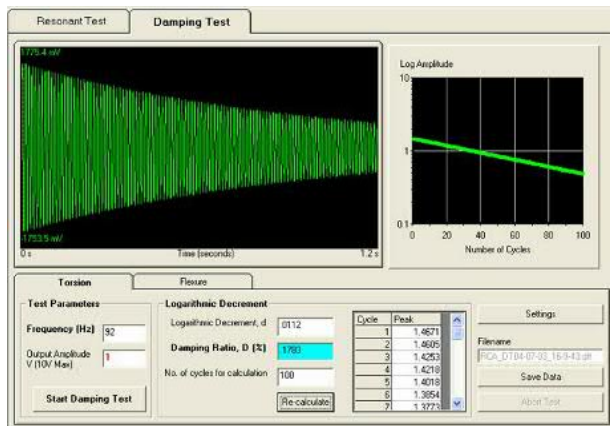 Resonant Test
Damping Test
1775.4 mV
-1753.5 mV
0 s
Time (seconds)
1.2 s
Log Amplitude
10
1
0.1
0 20 40 60 80 100
Number of Cycles
Torsion
Flexure
Test Parameters
Frequency (Hz) 92
Output Amplitude
V (10V Max) 1
Start Damping Test
Logarithmic Decrement
Logarithmic Decrement, d .0112
Damping Ratio, D (%) .1783
No. of cycles for calculation 100
Re-calculate
Cycle Peak
1 1.4671
2 1.4605
3 1.4253
4 1.4218
5 1.4018
6 1.3854
7 1.3773
Settings
Filename
Save Data
Abort Test